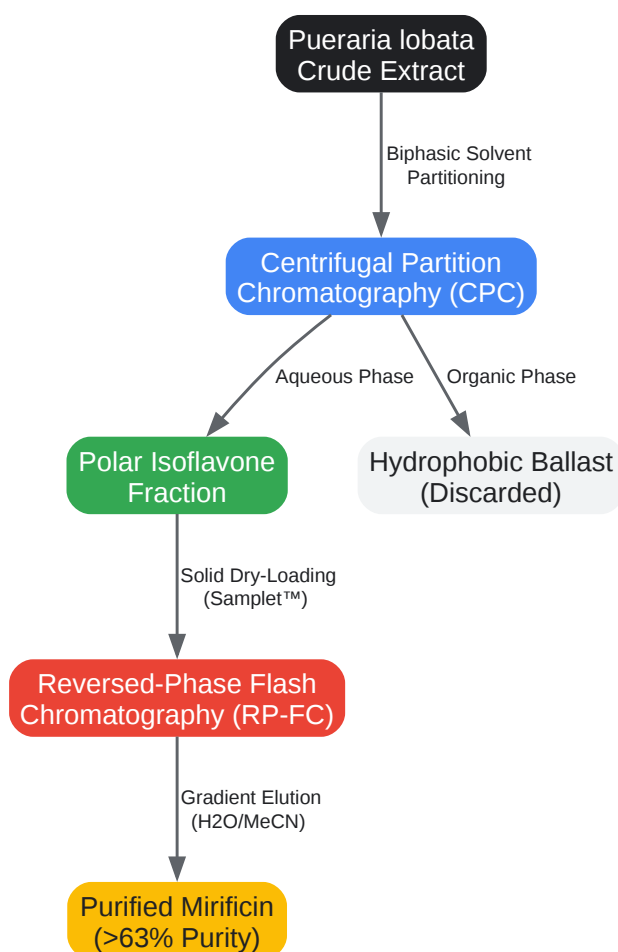 Pueraria lobata
Crude Extract
Biphasic Solvent
Partitioning
Centrifugal Partition
Chromatography (CPC)
Aqueous Phase
Organic Phase
Polar Isoflavone
Fraction
Hydrophobic Ballast
(Discarded)
Solid Dry-Loading
(Samplet™)
Reversed-Phase Flash
Chromatography (RP-FC)
Gradient Elution
(H2O/MeCN)
Purified Mirificin
(>63% Purity)